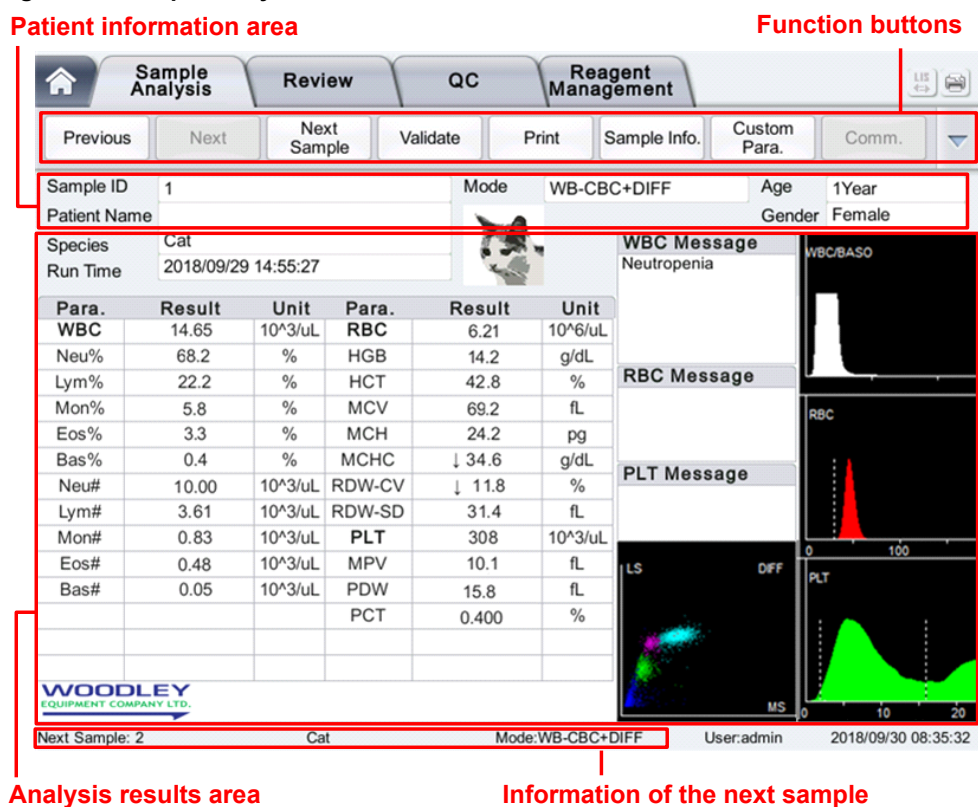 Patient information area
Function buttons
Sample Analysis Review QC Reagent Management LIS
Previous Next Next Sample Validate Print Sample Info. Custom Para. Comm.
Sample ID 1 Mode WB-CBC+DIFF Age 1Year
Patient Name Gender Female
Species Cat WBC Message WBC/BASO
Run Time 2018/09/29 14:55:27 Neutropenia
Para. Result Unit Para. Result Unit
WBC 14.65 10^3/uL RBC 6.21 10^6/uL
Neu% 68.2 % HGB 14.2 g/dL
Lym% 22.2 % HCT 42.8 % RBC Message
Mon% 5.8 % MCV 69.2 fL RBC
Eos% 3.3 % MCH 24.2 pg
Bas% 0.4 % MCHC ↓ 34.6 g/dL
Neu# 10.00 10^3/uL RDW-CV ↓ 11.8 % PLT Message
Lym# 3.61 10^3/uL RDW-SD 31.4 fL
Mon# 0.83 10^3/uL PLT 308 10^3/uL
0 100
Eos# 0.48 10^3/uL MPV 10.1 fL LS DIFF PLT
Bas# 0.05 10^3/uL PDW 15.8 fL
PCT 0.400 %
WOODLEY
EQUIPMENT COMPANY LTD.
MS 0 10 20
Next Sample: 2 Cat Mode:WB-CBC+DIFF User:admin 2018/09/30 08:35:32
Analysis results area
Information of the next sample